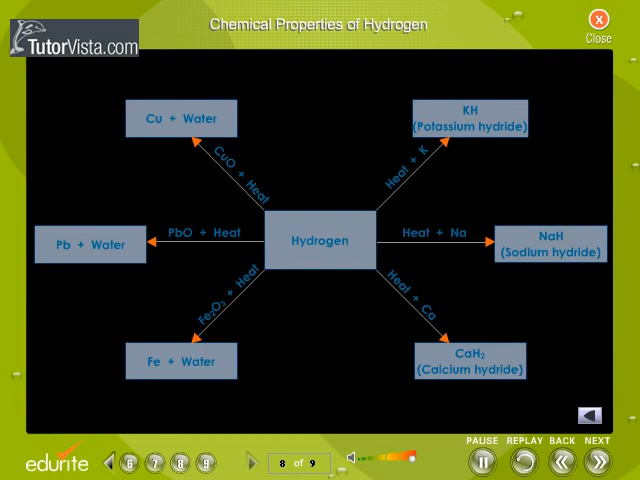 Chemical Properties of Hydrogen
X
Close
TutorVista.com
Cu + Water
KH
(Potassium hydride)
CuO + Heat
Heat + K
Pb + Water
PbO + Heat
Hydrogen
Heat + Na
NaH
(Sodium hydride)
Fe₂O₃ + Heat
Heat + Ca
Fe + Water
CaH₂
(Calcium hydride)
PAUSE REPLAY BACK NEXT
edurite
6 7 8 9
8 of 9